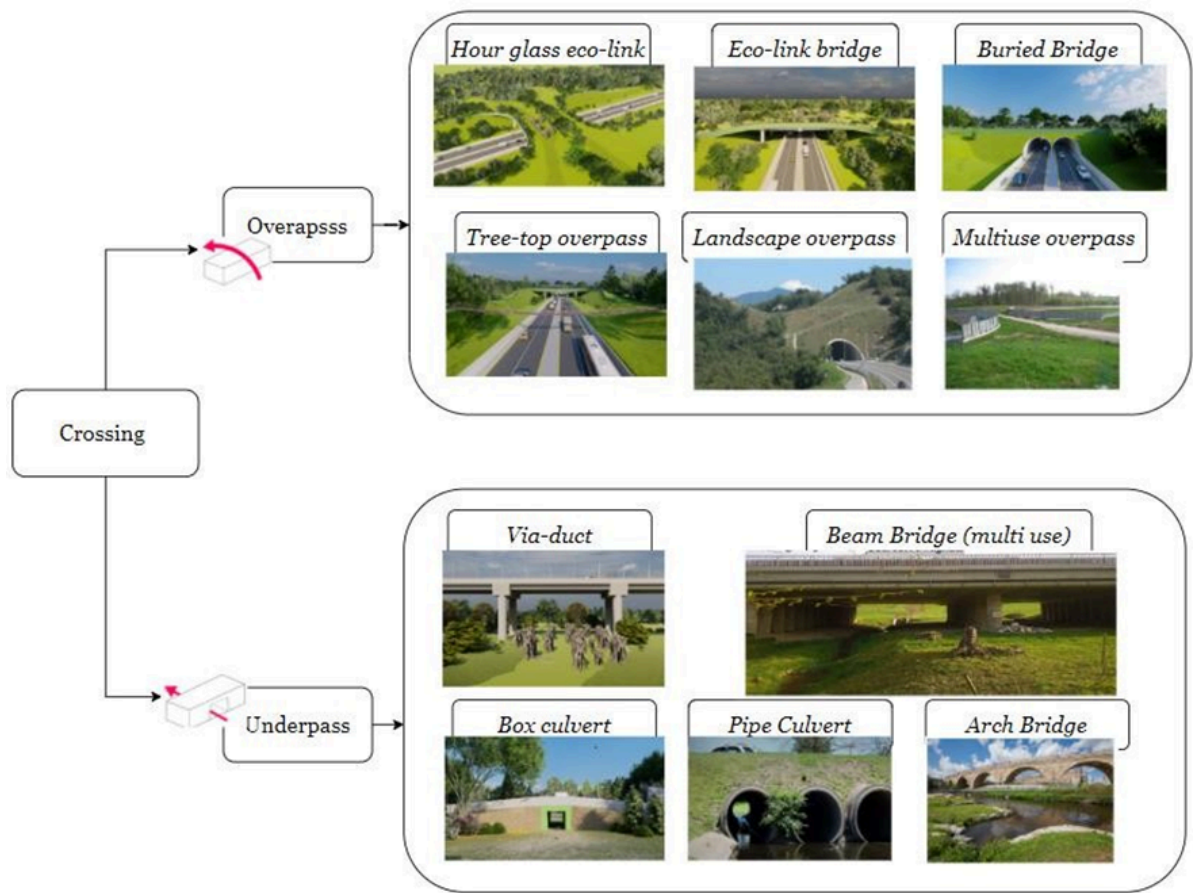 Hour glass eco-link
Eco-link bridge
Buried Bridge
Overapsss
Tree-top overpass
Landscape overpass
Multiuse overpass
Crossing
Via-duct
Beam Bridge (multi use)
Underpass
Box culvert
Pipe Culvert
Arch Bridge